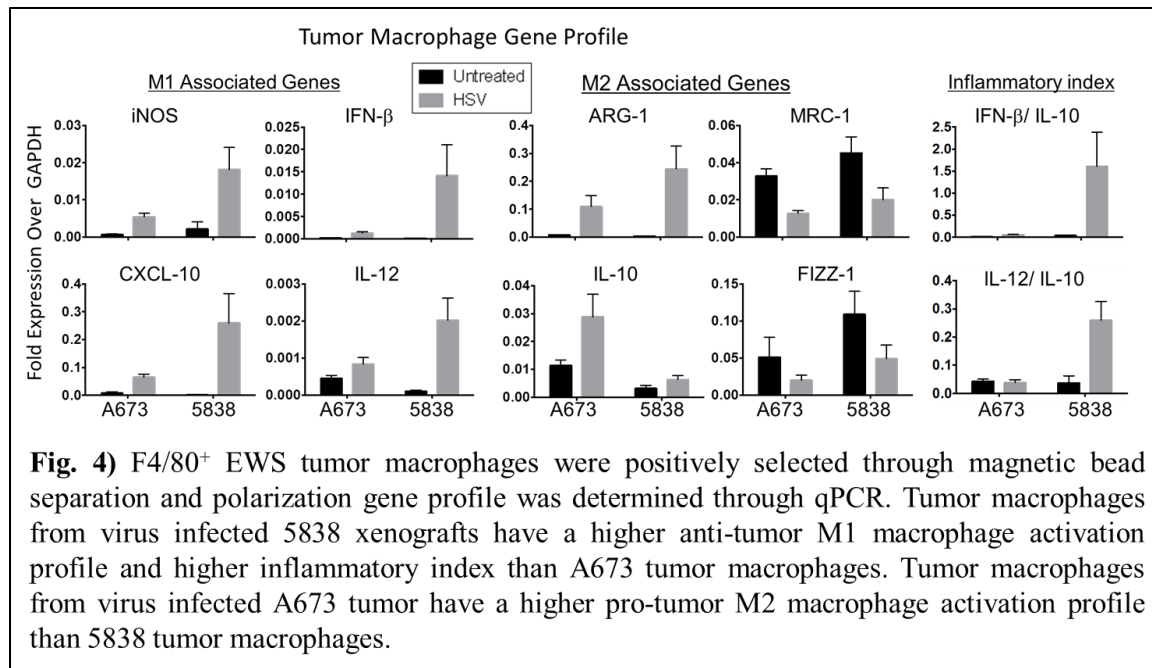 Tumor Macrophage Gene Profile
M1 Associated Genes
Untreated
HSV
M2 Associated Genes
Inflammatory index
Fold Expression Over GAPDH
iNOS
0.03
0.02
0.01
0.00
IFN-β
0.025
0.020
0.015
0.010
0.005
0.000
ARG-1
0.4
0.3
0.2
0.1
0.0
MRC-1
0.06
0.04
0.02
0.00
IFN-β/ IL-10
2.5
2.0
1.5
1.0
0.5
0.0
CXCL-10
0.4
0.3
0.2
0.1
0.0
A673 5838
IL-12
0.003
0.002
0.001
0.000
A673 5838
IL-10
0.04
0.03
0.02
0.01
0.00
A673 5838
FIZZ-1
0.15
0.10
0.05
0.00
A673 5838
IL-12/ IL-10
0.4
0.3
0.2
0.1
0.0
A673 5838
Fig. 4) F4/80+ EWS tumor macrophages were positively selected through magnetic bead
separation and polarization gene profile was determined through qPCR. Tumor macrophages
from virus infected 5838 xenografts have a higher anti-tumor M1 macrophage activation
profile and higher inflammatory index than A673 tumor macrophages. Tumor macrophages
from virus infected A673 tumor have a higher pro-tumor M2 macrophage activation profile
than 5838 tumor macrophages.